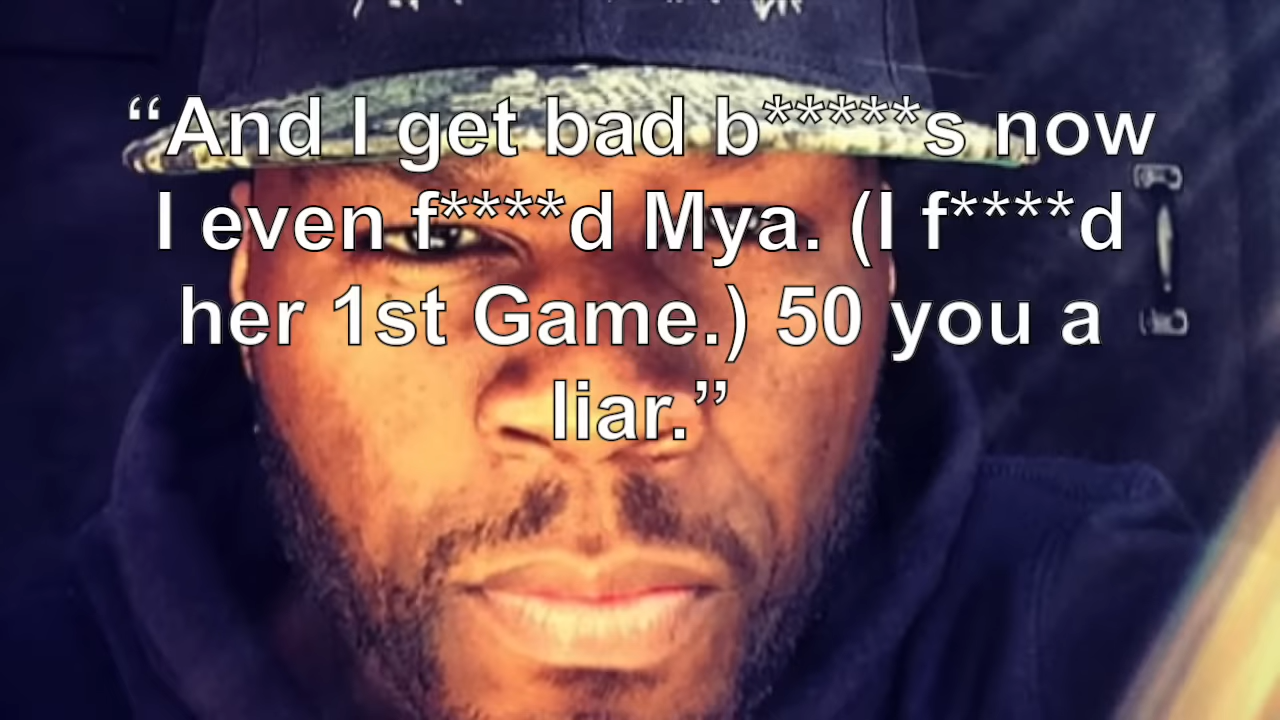 “And I get bad b*****s now
I even f****d Mya. (I f****d
her 1st Game.) 50 you a
liar.”